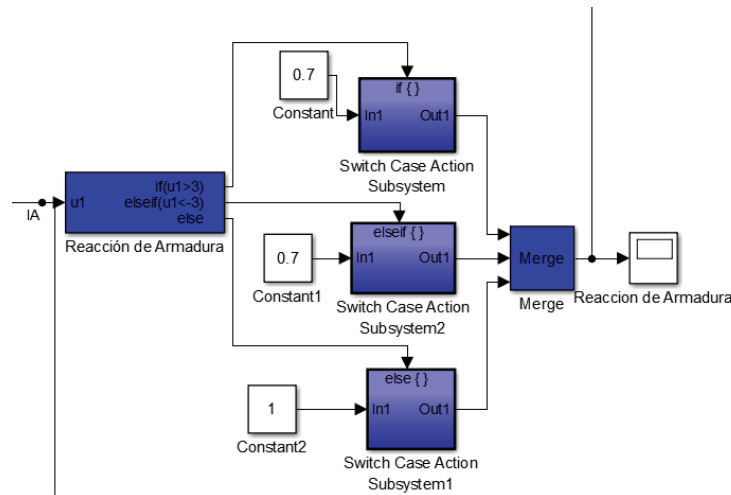 0.7
Constant
if { }
In1 Out1
Switch Case Action
Subsystem
IA
u1
if(u1>3)
elseif(u1<-3)
else
Reacción de Armadura
0.7
Constant1
elseif { }
In1 Out1
Switch Case Action
Subsystem2
Merge
Merge
Reaccion de Armadura
1
Constant2
else { }
In1 Out1
Switch Case Action
Subsystem1